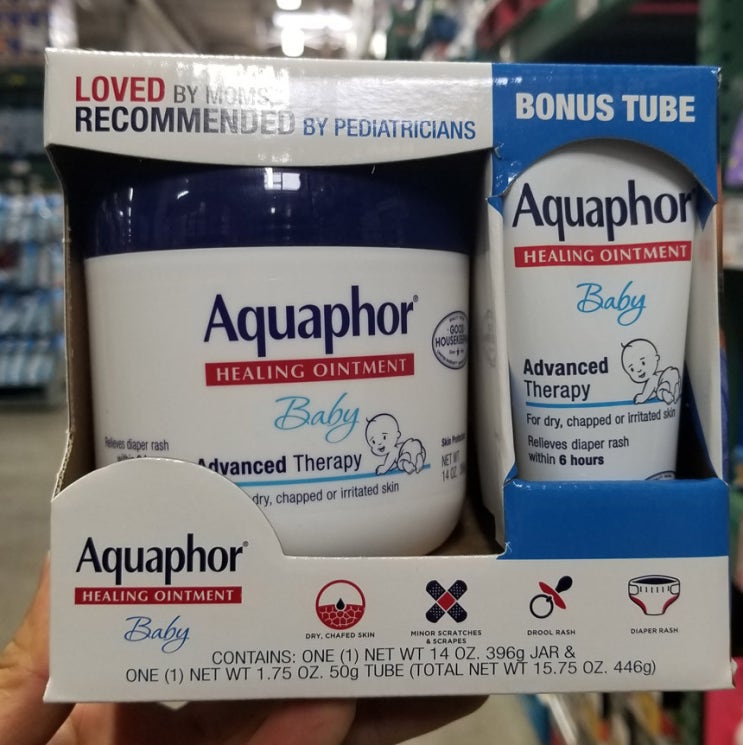 LOVED BY MOMS,
RECOMMENDED BY PEDIATRICIANS
BONUS TUBE
Aquaphor®
HEALING OINTMENT
Baby
Relieves diaper rash
Advanced Therapy
dry, chapped or irritated skin
GOOD
Skin
NET WT
14 OZ.
Aquaphor
HEALING OINTMENT
Baby
Advanced
Therapy
For dry, chapped or irritated skin
Relieves diaper rash
within 6 hours
Aquaphor®
HEALING OINTMENT
Baby
DRY, CHAFED SKIN
MINOR SCRATCHES
& SCRAPES
DROOL RASH
DIAPER RASH
CONTAINS: ONE (1) NET WT 14 OZ. 396g JAR &
ONE (1) NET WT 1.75 OZ. 50g TUBE (TOTAL NET WT 15.75 OZ. 446g)